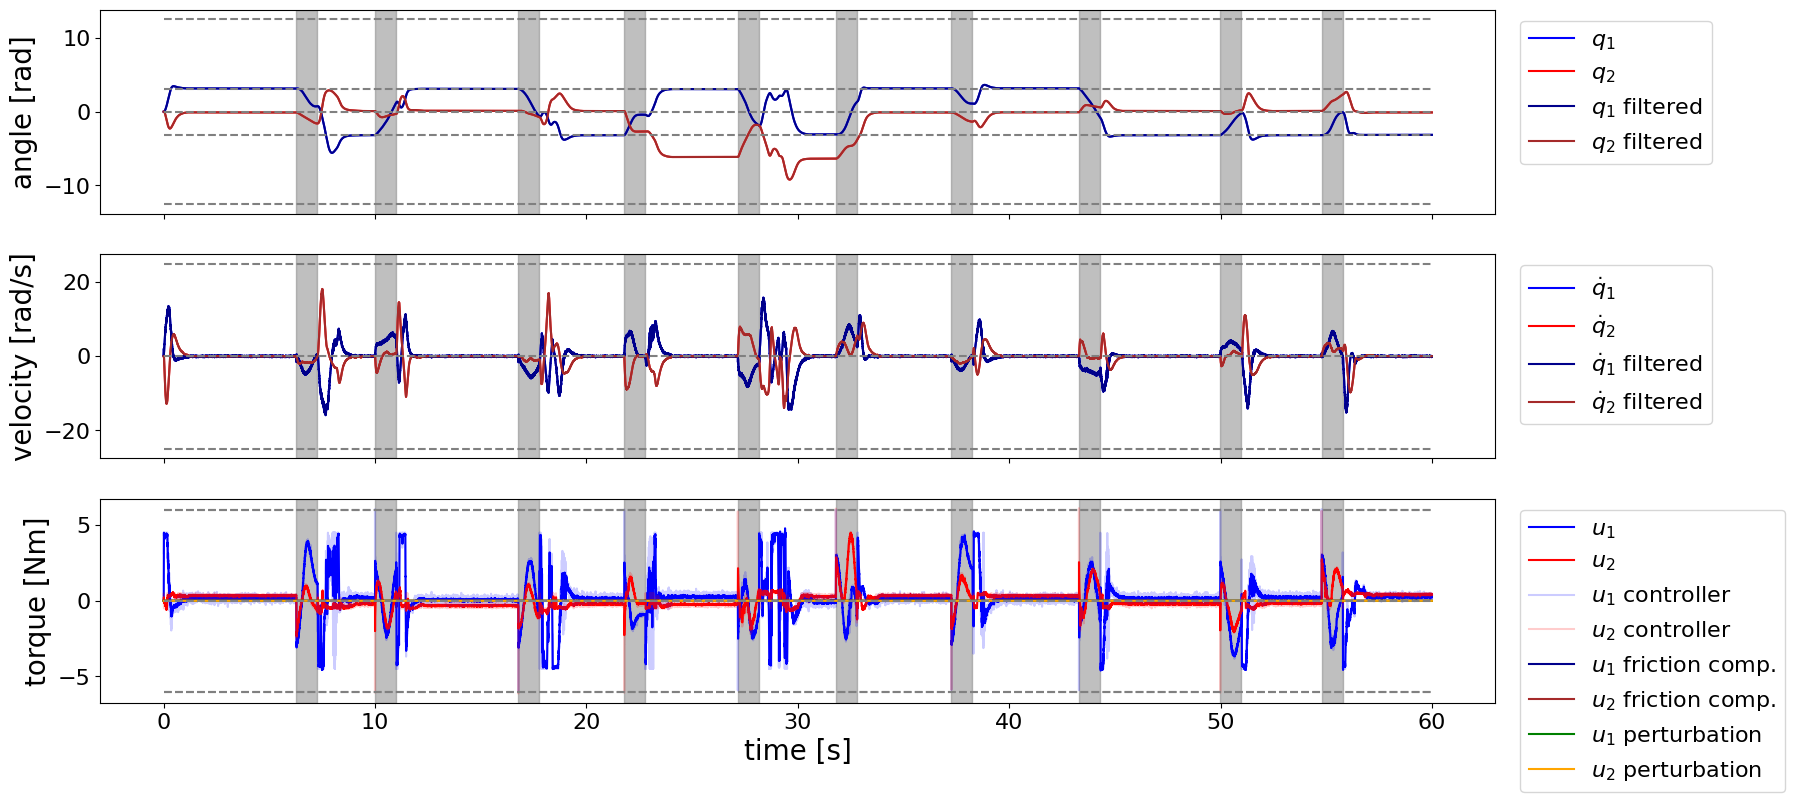 angle [rad]
10
0
−10
q₁
q₂
q₁ filtered
q₂ filtered
velocity [rad/s]
20
0
−20
q̇₁
q̇₂
q̇₁ filtered
q̇₂ filtered
torque [Nm]
5
0
−5
0 10 20 30 40 50 60
time [s]
u₁
u₂
u₁ controller
u₂ controller
u₁ friction comp.
u₂ friction comp.
u₁ perturbation
u₂ perturbation